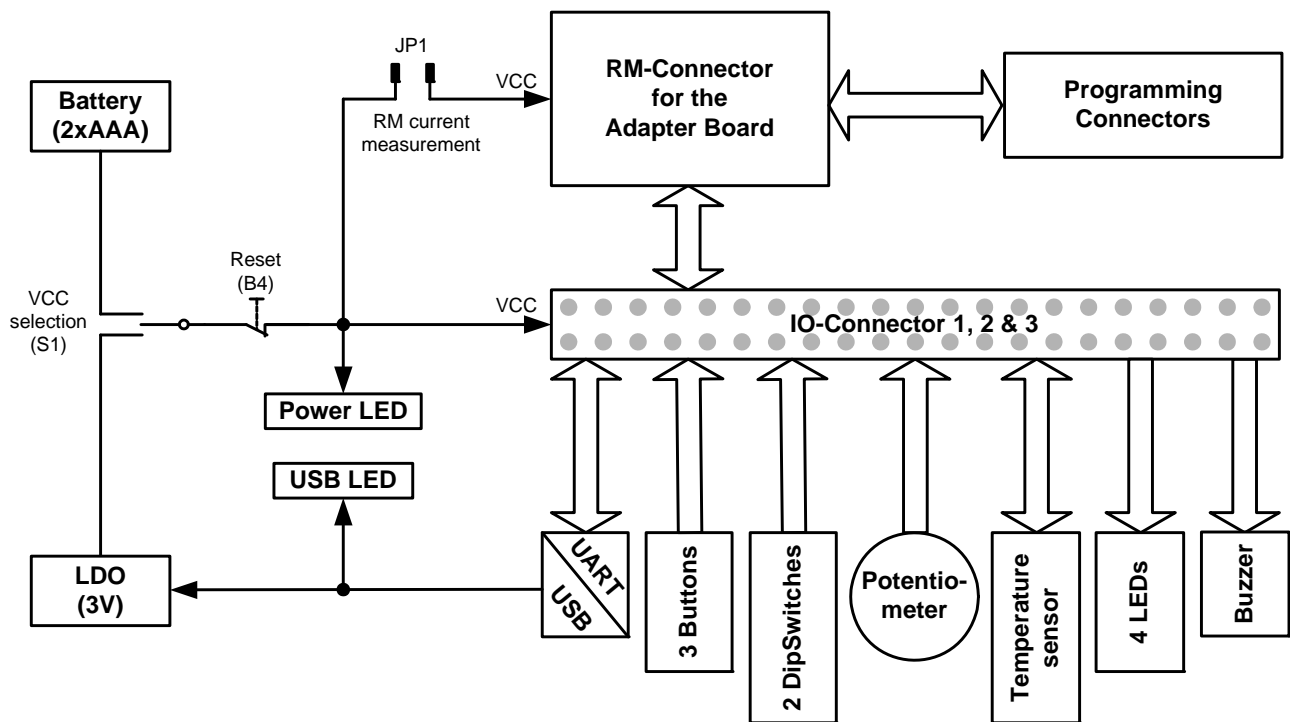 JP1
VCC
RM-Connector
for the
Adapter Board
Programming
Connectors
Battery
(2xAAA)
RM current
measurement
Reset
(B4)
VCC
selection
(S1)
VCC
IO-Connector 1, 2 & 3
Power LED
USB LED
LDO
(3V)
UART
USB
3 Buttons
2 DipSwitches
Potentio-
meter
Temperature
sensor
4 LEDs
Buzzer